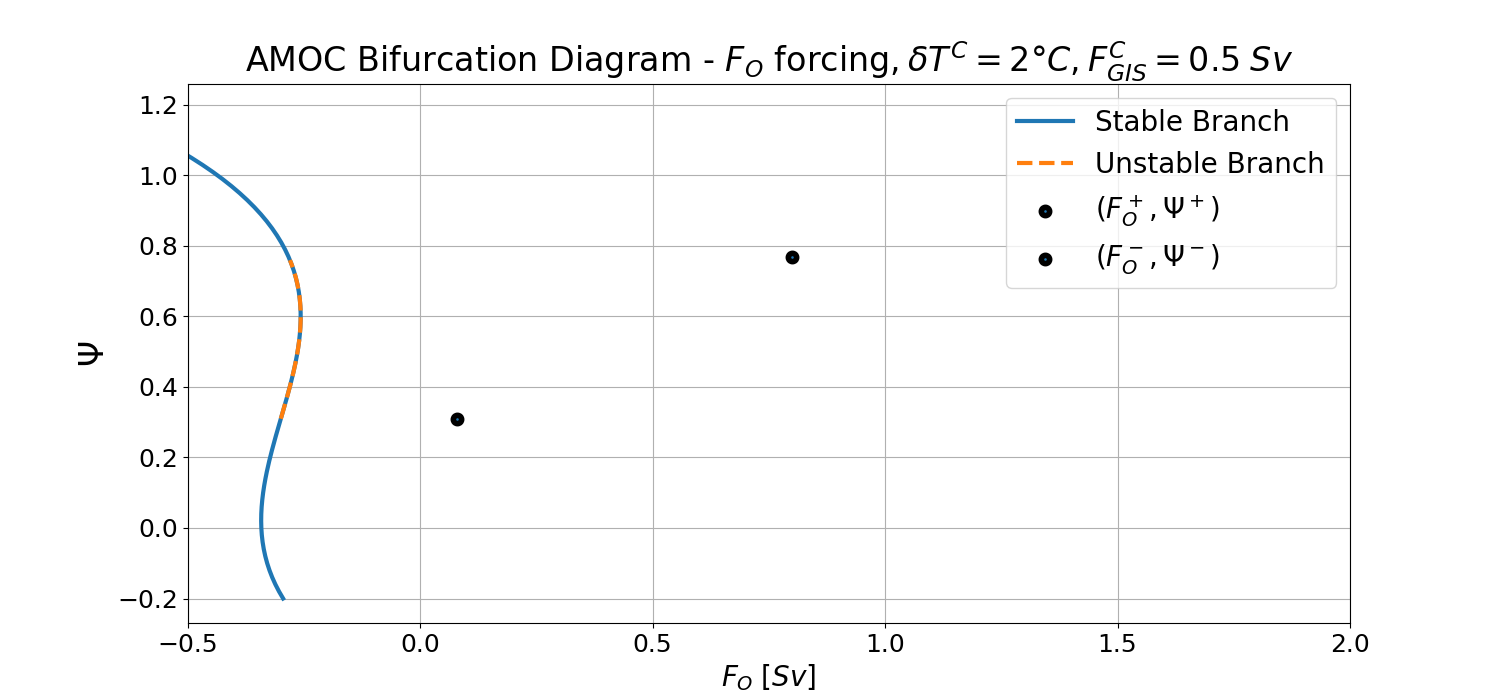 AMOC Bifurcation Diagram - $F_O$ forcing, $\delta T^C = 2°C$, $F_{GIS}^C = 0.5\ Sv$
Stable Branch
Unstable Branch
$(F_O^+, \Psi^+)$
$(F_O^-, \Psi^-)$
Ψ
1.2
1.0
0.8
0.6
0.4
0.2
0.0
−0.2
−0.5 0.0 0.5 1.0 1.5 2.0
$F_O\ [Sv]$